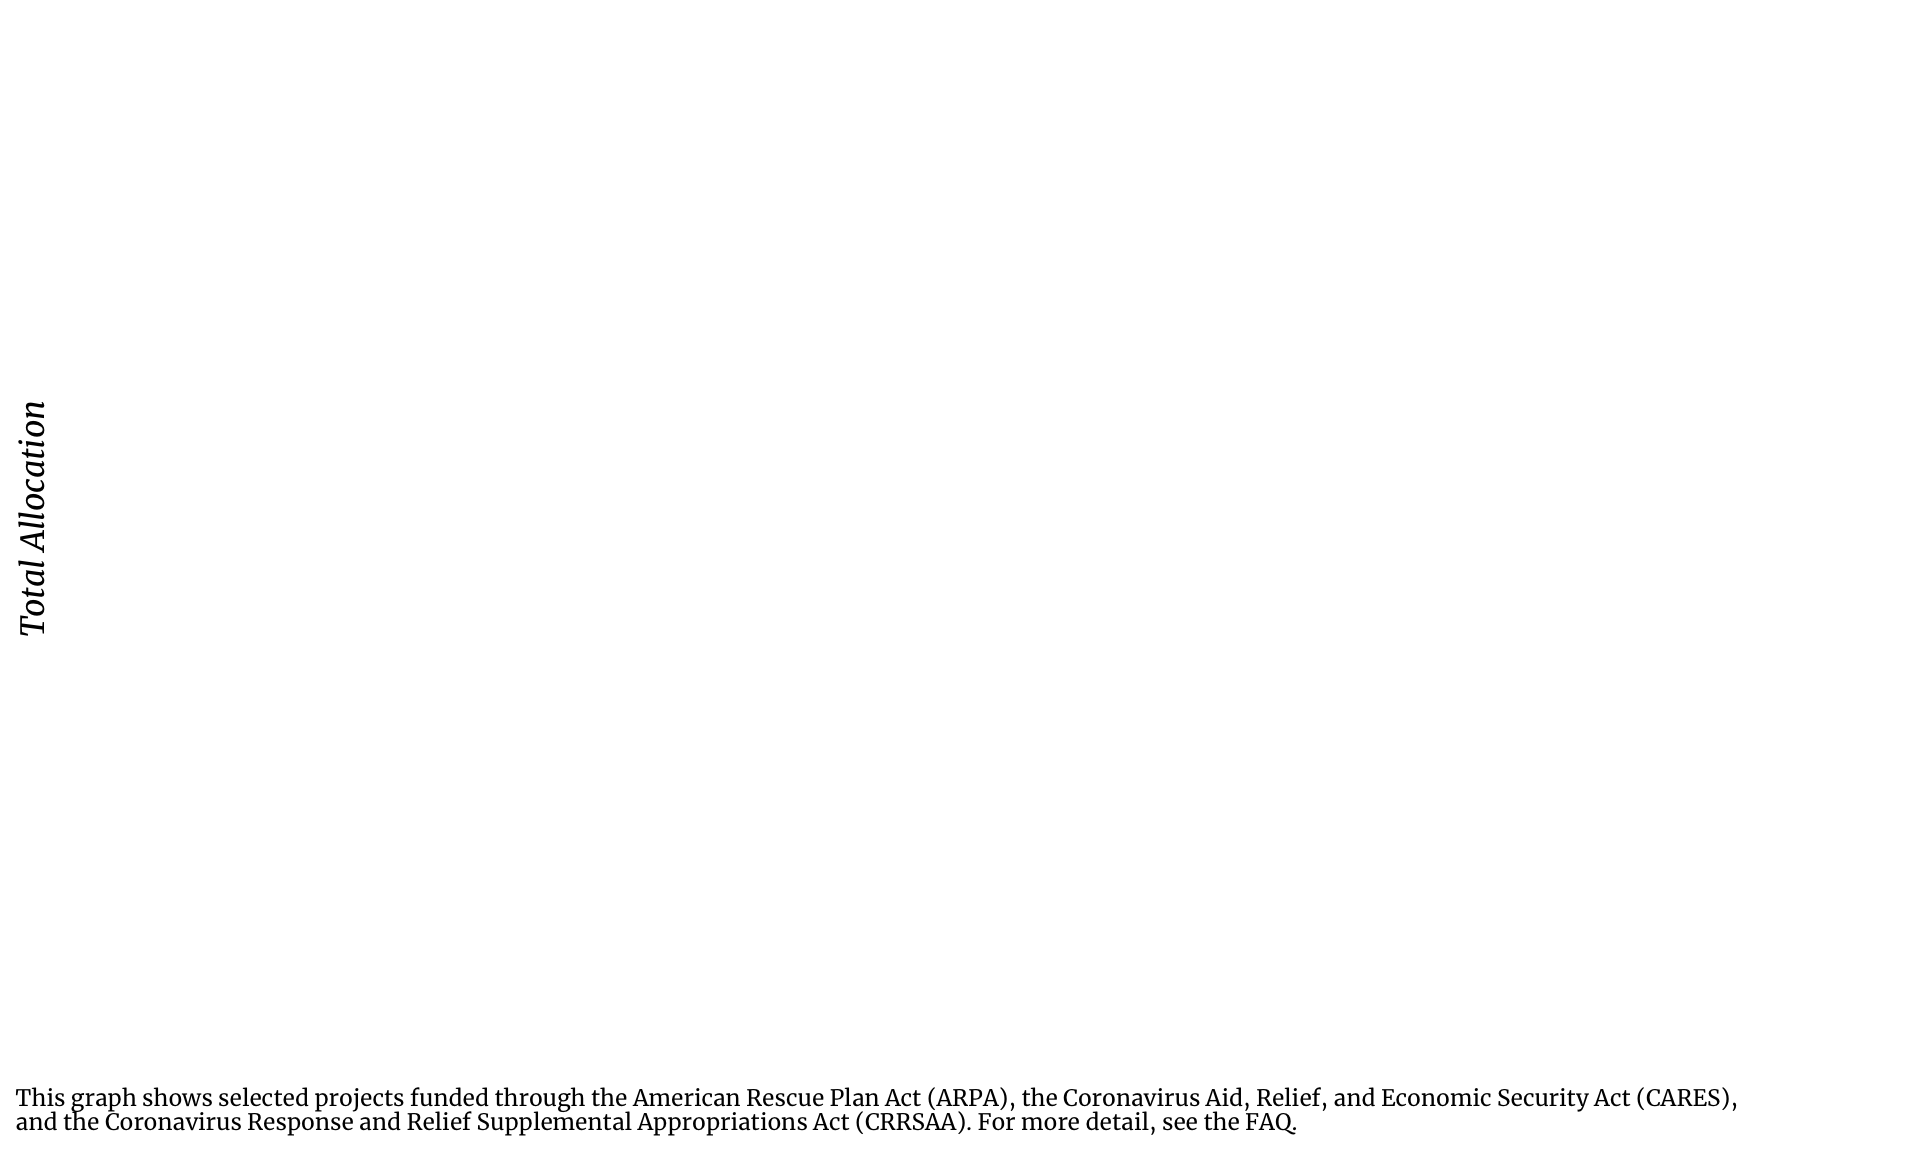 Total Allocation
This graph shows selected projects funded through the American Rescue Plan Act (ARPA), the Coronavirus Aid, Relief, and Economic Security Act (CARES),
and the Coronavirus Response and Relief Supplemental Appropriations Act (CRRSAA). For more detail, see the FAQ.